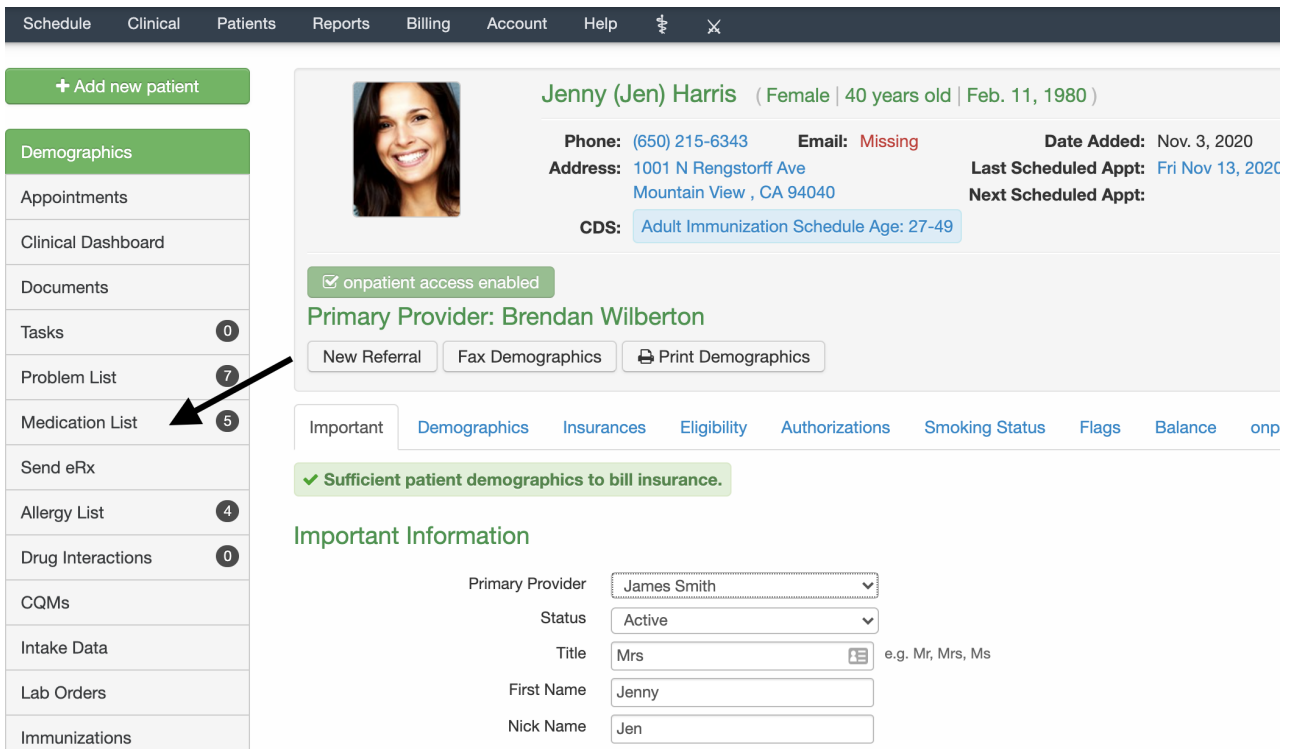 Schedule Clinical Patients Reports Billing Account Help
+ Add new patient
Demographics
Appointments
Clinical Dashboard
Documents
Tasks 0
Problem List 7
Medication List 5
Send eRx
Allergy List 4
Drug Interactions 0
CQMs
Intake Data
Lab Orders
Immunizations
Jenny (Jen) Harris ( Female | 40 years old | Feb. 11, 1980 )
Phone: (650) 215-6343 Email: Missing Date Added: Nov. 3, 2020
Address: 1001 N Rengstorff Ave Last Scheduled Appt: Fri Nov 13, 2020
Mountain View , CA 94040 Next Scheduled Appt:
CDS: Adult Immunization Schedule Age: 27-49
onpatient access enabled
Primary Provider: Brendan Wilberton
New Referral Fax Demographics Print Demographics
Important Demographics Insurances Eligibility Authorizations Smoking Status Flags Balance onp
Sufficient patient demographics to bill insurance.
Important Information
Primary Provider James Smith
Status Active
Title Mrs e.g. Mr, Mrs, Ms
First Name Jenny
Nick Name Jen